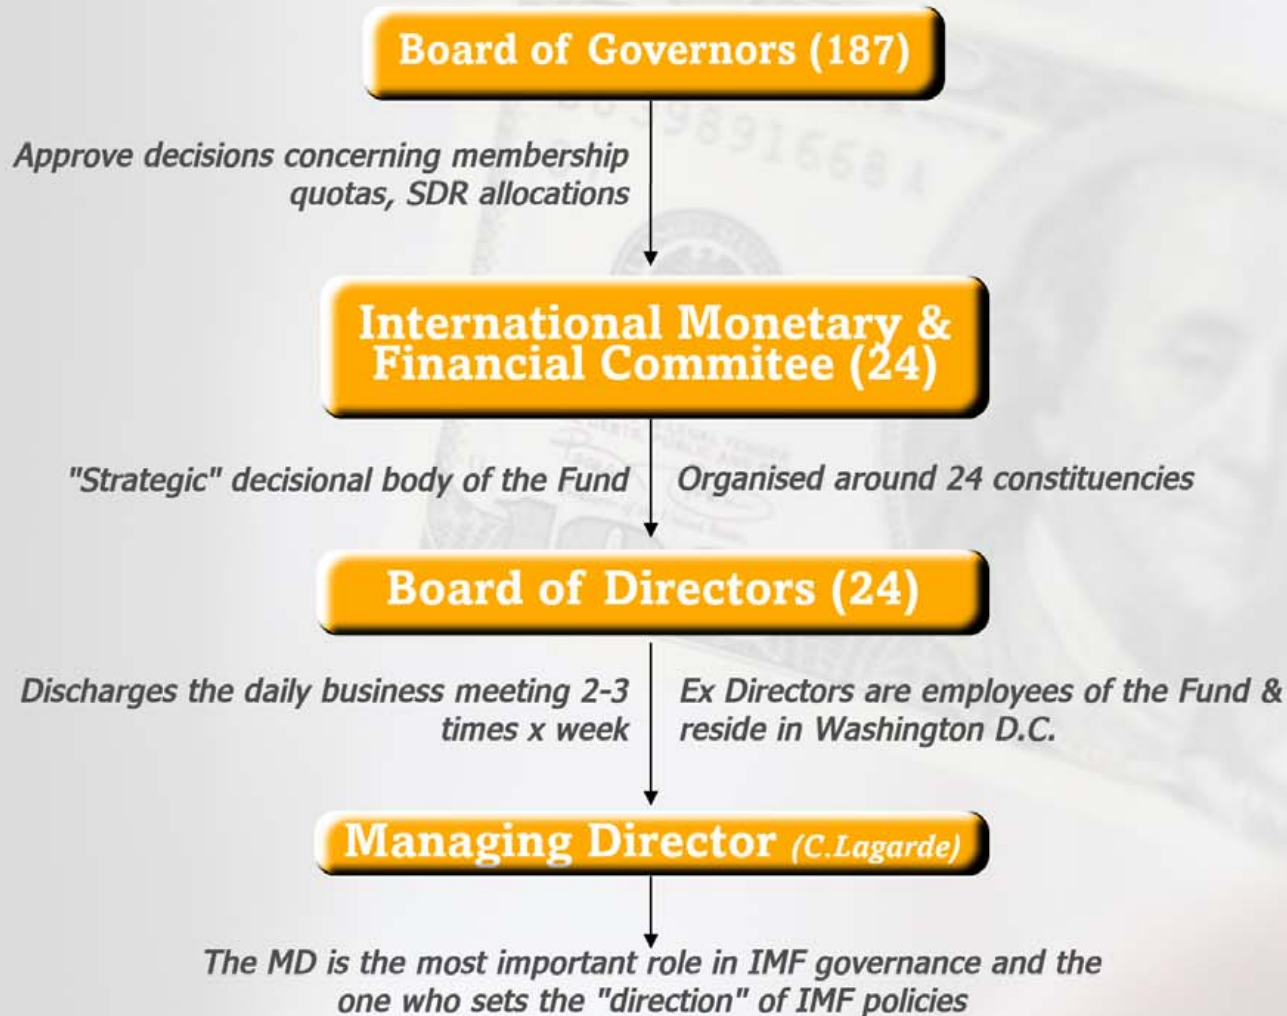 Board of Governors (187)
Approve decisions concerning membership
quotas, SDR allocations
International Monetary &
Financial Commitee (24)
"Strategic" decisional body of the Fund
Organised around 24 constituencies
Board of Directors (24)
Discharges the daily business meeting 2-3
times x week
Ex Directors are employees of the Fund &
reside in Washington D.C.
Managing Director (C.Lagarde)
The MD is the most important role in IMF governance and the
one who sets the "direction" of IMF policies